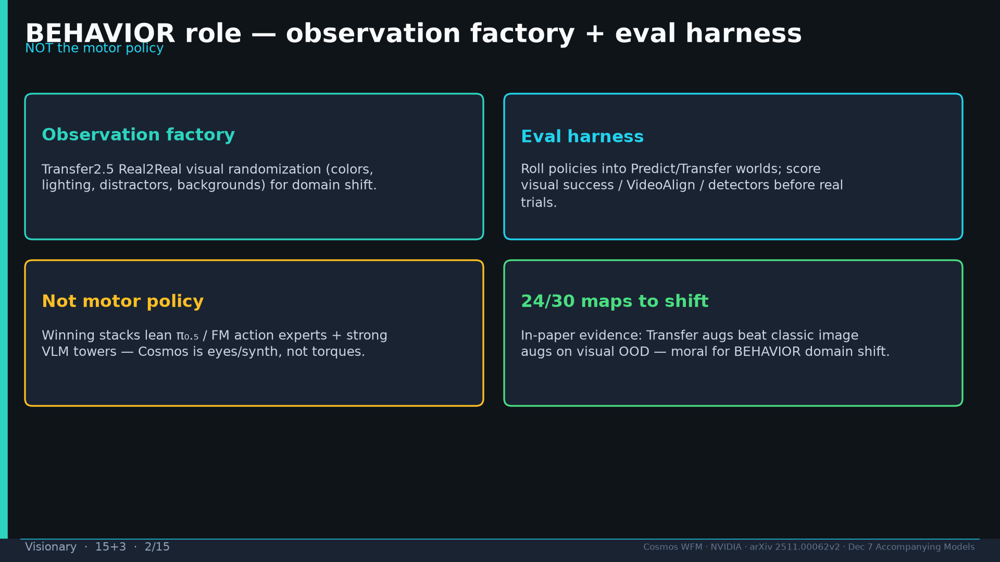 BEHAVIOR role — observation factory + eval harness
NOT the motor policy
Observation factory
Transfer2.5 Real2Real visual randomization (colors,
lighting, distractors, backgrounds) for domain shift.
Eval harness
Roll policies into Predict/Transfer worlds; score
visual success / VideoAlign / detectors before real
trials.
Not motor policy
Winning stacks lean π₀.₅ / FM action experts + strong
VLM towers — Cosmos is eyes/synth, not torques.
24/30 maps to shift
In-paper evidence: Transfer augs beat classic image
augs on visual OOD — moral for BEHAVIOR domain shift.
Visionary · 15+3 · 2/15
Cosmos WFM · NVIDIA · arXiv 2511.00062v2 · Dec 7 Accompanying Models